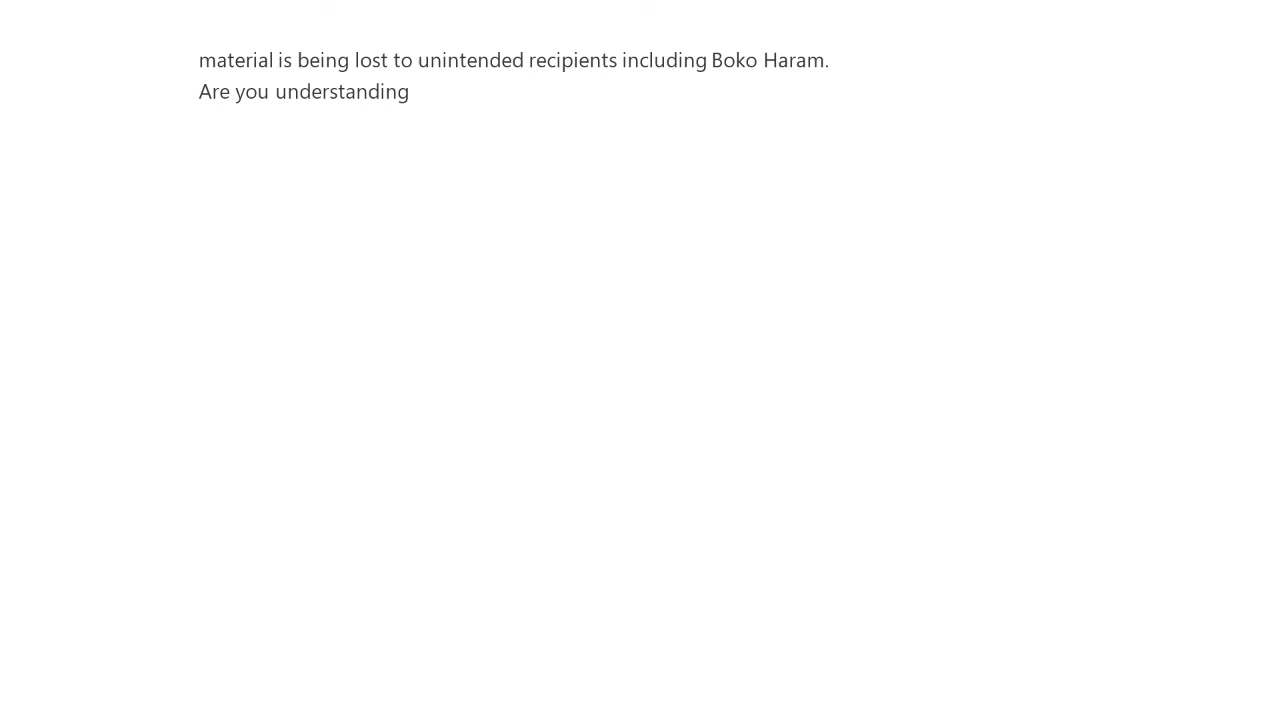 material is being lost to unintended recipients including Boko Haram.
Are you understanding